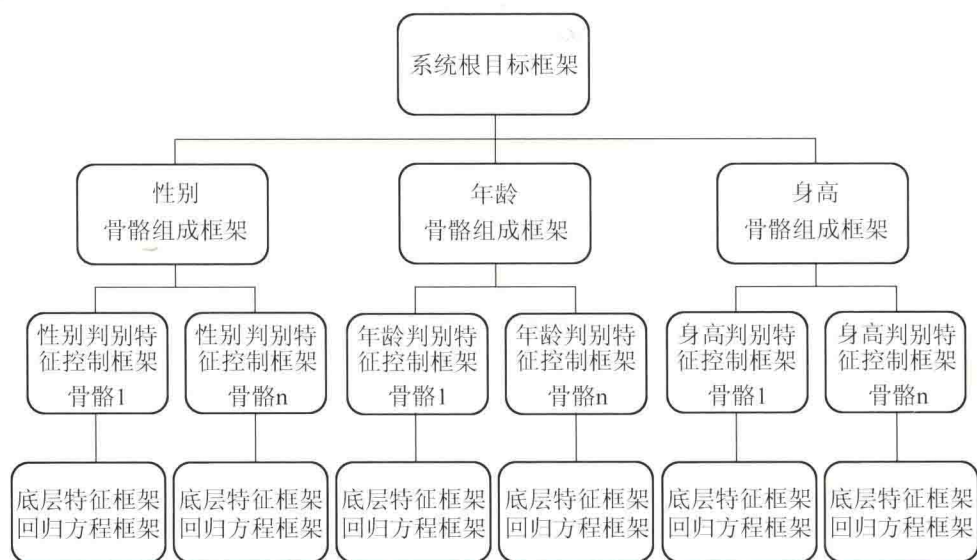 系统根目标框架
性别
骨骼组成框架
年龄
骨骼组成框架
身高
骨骼组成框架
性别判别特
征控制框架
骨骼1
性别判别特
征控制框架
骨骼n
年龄判别特
征控制框架
骨骼1
年龄判别特
征控制框架
骨骼n
身高判别特
征控制框架
骨骼1
身高判别特
征控制框架
骨骼n
底层特征框架
回归方程框架
底层特征框架
回归方程框架
底层特征框架
回归方程框架
底层特征框架
回归方程框架
底层特征框架
回归方程框架
底层特征框架
回归方程框架